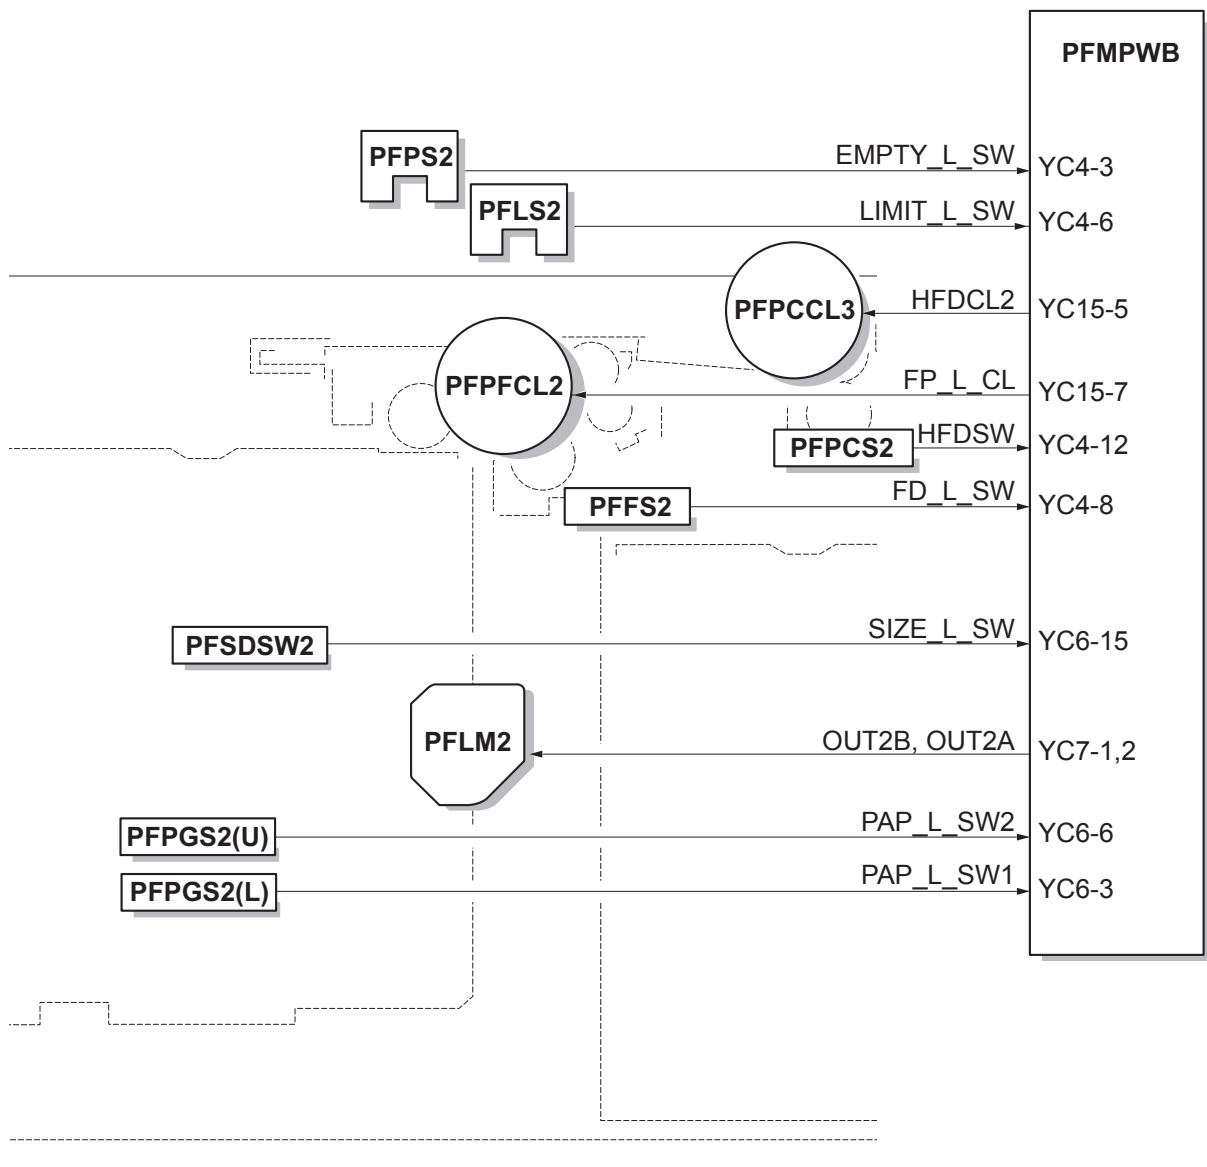 PFMPWB
PFPS2
EMPTY_L_SW
YC4-3
PFLS2
LIMIT_L_SW
YC4-6
PFPCCL3
HFDCL2
YC15-5
PFPFCL2
FP_L_CL
YC15-7
PFPCS2
HFDSW
YC4-12
PFFS2
FD_L_SW
YC4-8
PFSDSW2
SIZE_L_SW
YC6-15
PFLM2
OUT2B, OUT2A
YC7-1,2
PFPGS2(U)
PAP_L_SW2
YC6-6
PFPGS2(L)
PAP_L_SW1
YC6-3